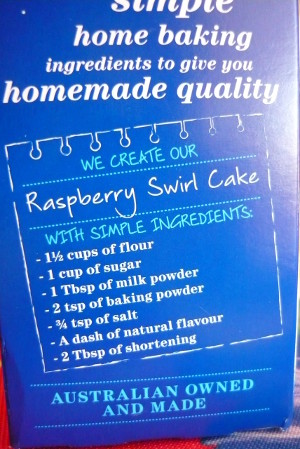 simple
home baking
ingredients to give you
homemade quality
WE CREATE OUR
Raspberry Swirl Cake
WITH SIMPLE INGREDIENTS:
- 1½ cups of flour
- 1 cup of sugar
- 1 Tbsp of milk powder
- 2 tsp of baking powder
- ¾ tsp of salt
- A dash of natural flavour
- 2 Tbsp of shortening
AUSTRALIAN OWNED
AND MADE